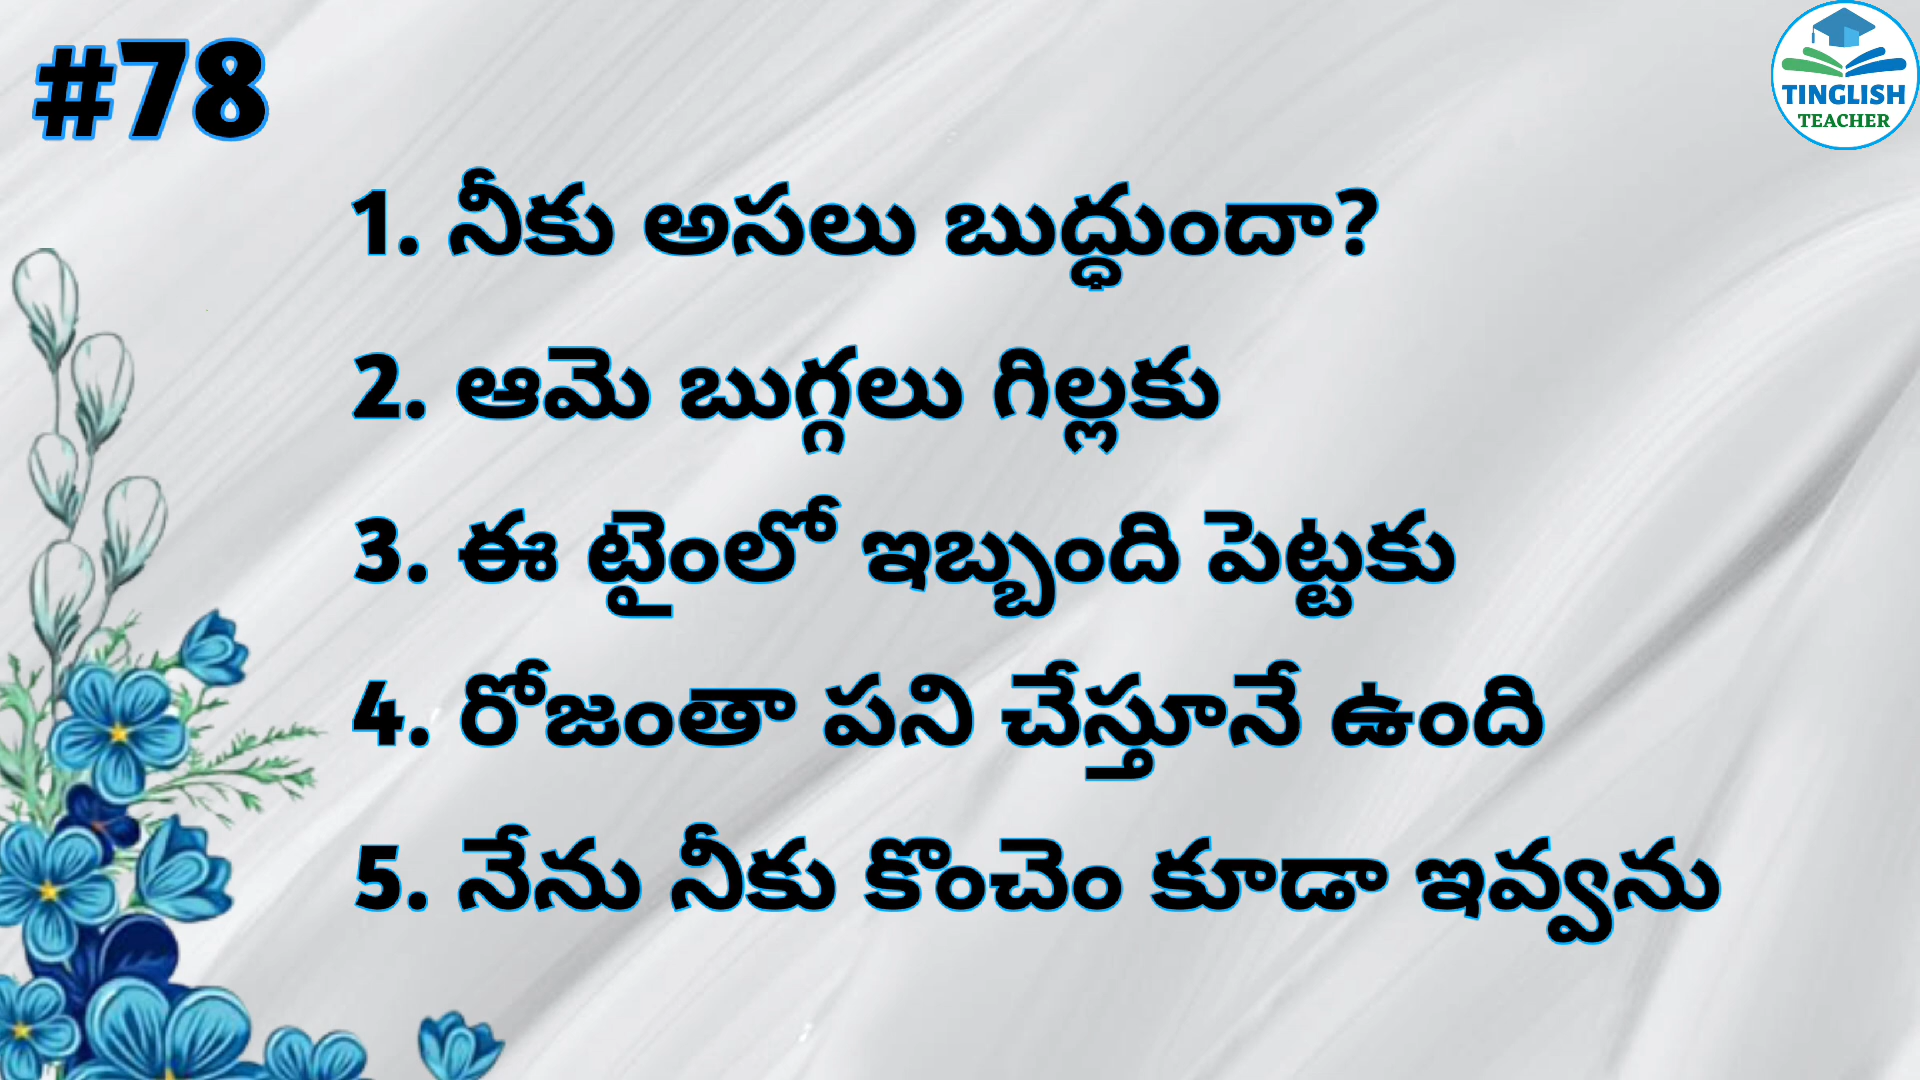 #78
TINGLISH
TEACHER
1. నీకు అసలు బుద్ధుందా?
2. ఆమె బుగ్గలు గిల్లకు
3. ఈ టైంలో ఇబ్బంది పెట్టకు
4. రోజంతా పని చేస్తూనే ఉంది
5. నేను నీకు కొంచెం కూడా ఇవ్వను